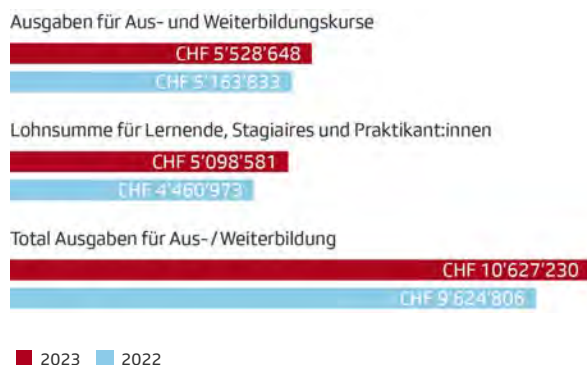 Ausgaben für Aus- und Weiterbildungskurse
CHF 5’528’648
CHF 5’163’833
Lohnsumme für Lernende, Stagiaires und Praktikant:innen
CHF 5’098’581
CHF 4’460’973
Total Ausgaben für Aus-/Weiterbildung
CHF 10’627’230
CHF 9’624’806
2023 2022